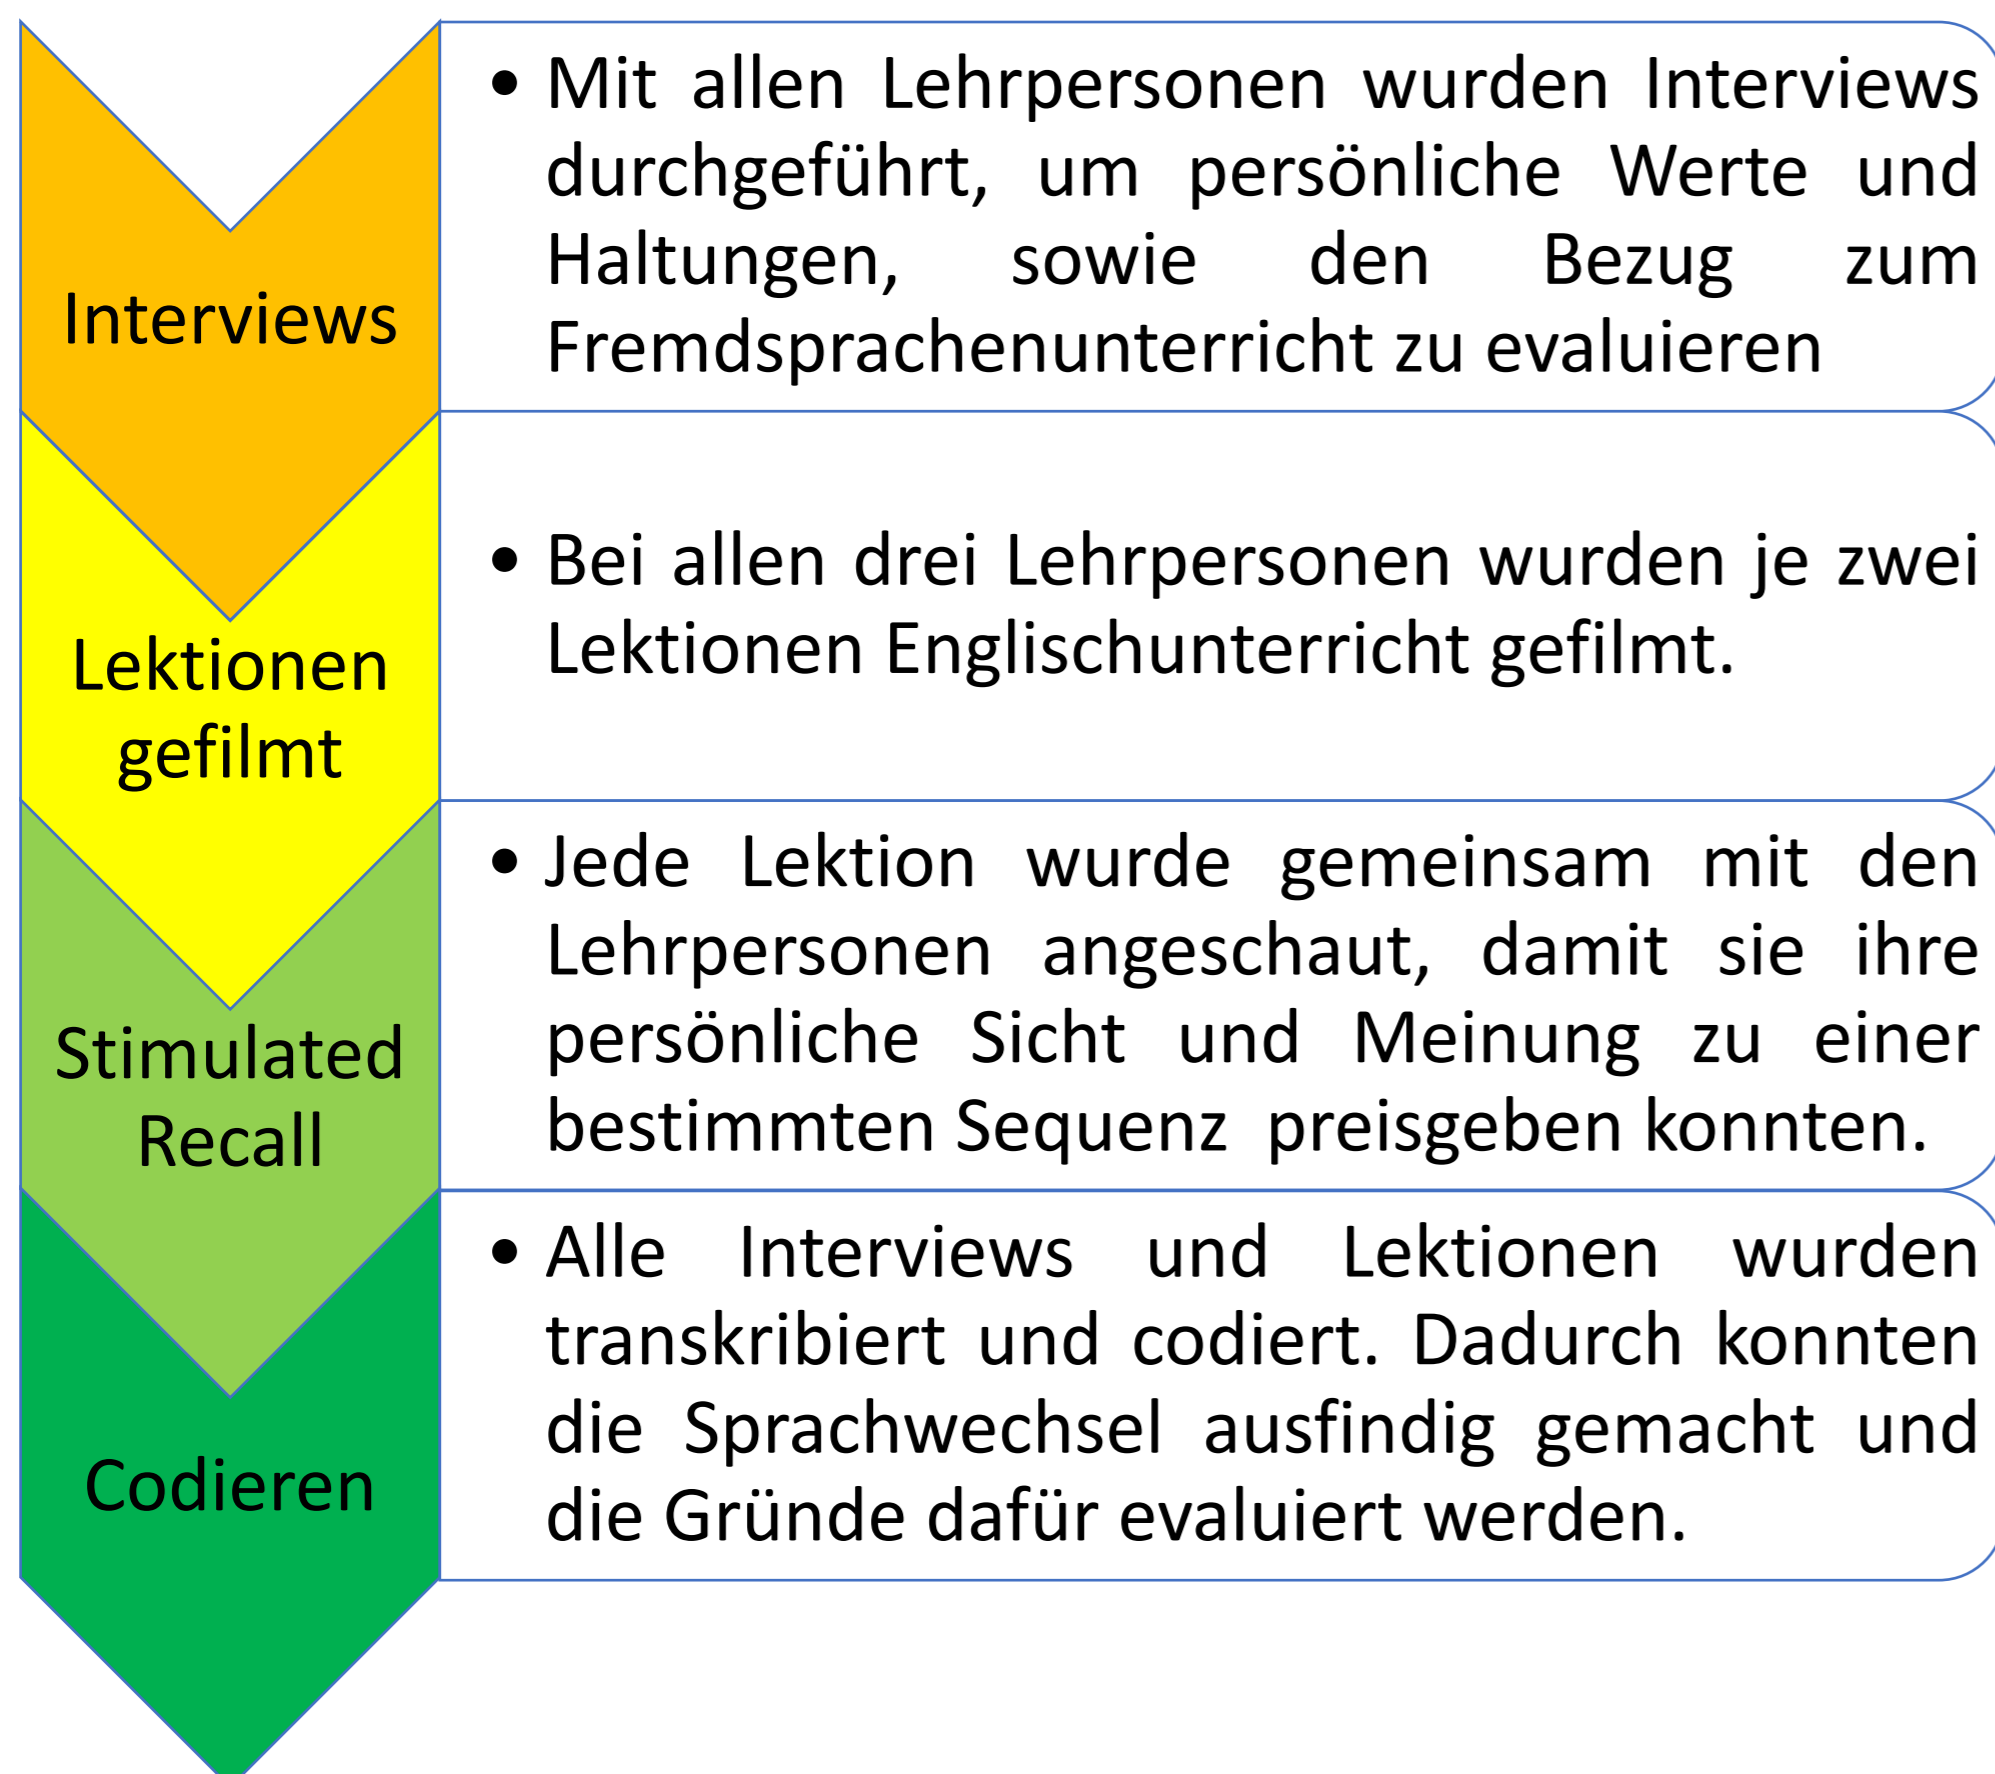 Interviews
• Mit allen Lehrpersonen wurden Interviews
durchgeführt, um persönliche Werte und
Haltungen, sowie den Bezug zum
Fremdsprachenunterricht zu evaluieren
Lektionen
gefilmt
• Bei allen drei Lehrpersonen wurden je zwei
Lektionen Englischunterricht gefilmt.
Stimulated
Recall
• Jede Lektion wurde gemeinsam mit den
Lehrpersonen angeschaut, damit sie ihre
persönliche Sicht und Meinung zu einer
bestimmten Sequenz preisgeben konnten.
Codieren
• Alle Interviews und Lektionen wurden
transkribiert und codiert. Dadurch konnten
die Sprachwechsel ausfindig gemacht und
die Gründe dafür evaluiert werden.